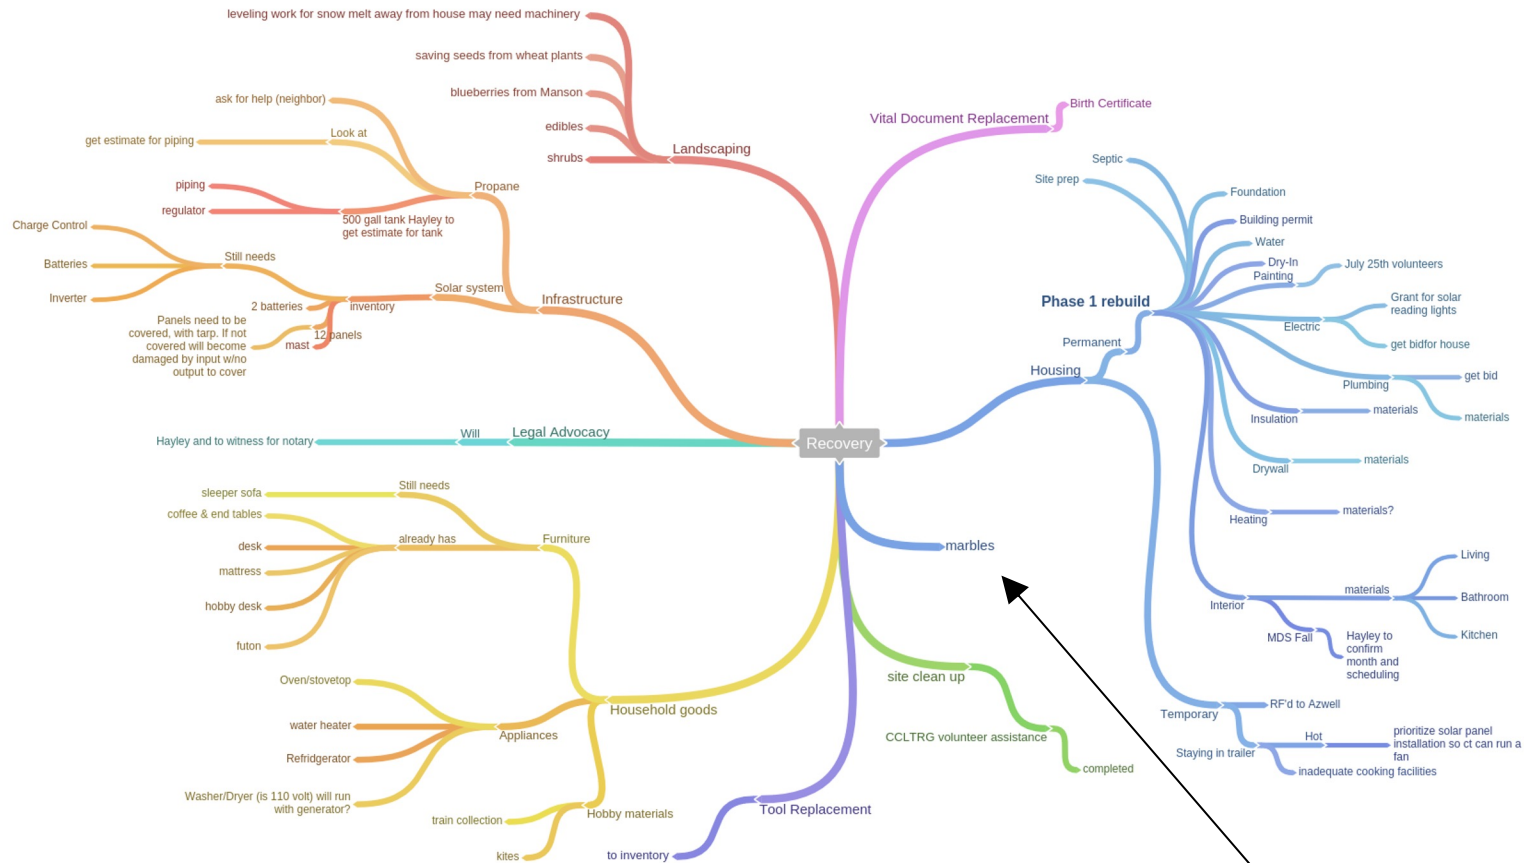 leveling work for snow melt away from house may need machinery
saving seeds from wheat plants
blueberries from Manson
edibles
shrubs
Landscaping
ask for help (neighbor)
Look at
get estimate for piping
Propane
piping
regulator
500 gall tank Hayley to
get estimate for tank
Charge Control
Batteries
Inverter
Still needs
Solar system
Infrastructure
inventory
2 batteries
12 panels
mast
Panels need to be
covered, with tarp. If not
covered will become
damaged by input w/no
output to cover
Legal Advocacy
Will
Hayley and to witness for notary
Recovery
Still needs
sleeper sofa
coffee & end tables
already has
Furniture
desk
mattress
hobby desk
futon
Household goods
Oven/stovetop
water heater
Appliances
Refridgerator
Washer/Dryer (is 110 volt) will run
with generator?
Hobby materials
train collection
kites
Vital Document Replacement
Birth Certificate
Housing
Permanent
Phase 1 rebuild
Septic
Site prep
Foundation
Building permit
Water
Dry-In
Painting
July 25th volunteers
Electric
Grant for solar
reading lights
get bidfor house
Plumbing
get bid
materials
Insulation
materials
Drywall
materials
Heating
materials?
Interior
materials
Living
Bathroom
Kitchen
MDS Fall
Hayley to
confirm
month and
scheduling
Temporary
RF'd to Azwell
Staying in trailer
Hot
prioritize solar panel
installation so ct can run a
fan
inadequate cooking facilities
marbles
site clean up
CCLTRG volunteer assistance
completed
Tool Replacement
to inventory